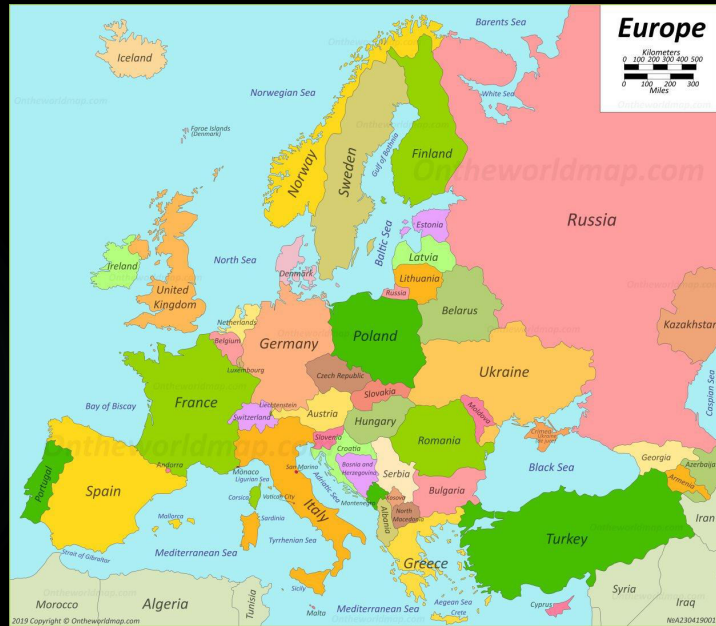 Europe
Kilometers
0 100 200 300 400 500
0 100 200 300
Miles
Barents Sea
Iceland
White Sea
Norwegian Sea
Ontheworldmap.com
Faroe Islands
(Denmark)
Norway
Sweden
Gulf of Bothnia
Finland
Ontheworldmap.com
Russia
Estonia
Baltic Sea
Latvia
North Sea
Ireland
Denmark
Lithuania
Russia
United
Kingdom
Belarus
Netherlands
Kazakhstan
Poland
Germany
Belgium
Luxembourg
Czech Republic
Ukraine
Caspian Sea
Slovakia
France
Liechtenstein
Bay of Biscay
Switzerland
Austria
Hungary
Moldova
Crimea
Slovenia
Romania
Croatia
Ontheworldmap.com
Andorra
Monaco
Ligurian Sea
San Marino
Bosnia and
Herzegovina
Serbia
Black Sea
Georgia
Azerbaijan
Armenia
Portugal
Spain
Corsica
Vatican City
Italy
Adriatic Sea
Montenegro
Kosovo
Bulgaria
North
Macedonia
Albania
Mallorca
Sardinia
Iran
Tyrrhenian Sea
Turkey
Strait of Gibraltar
Mediterranean Sea
Greece
Sicily
Syria
Morocco
Algeria
Tunisia
Malta
Mediterranean Sea
Aegean Sea
Crete
Cyprus
Iraq
2019 Copyright © Ontheworldmap.com